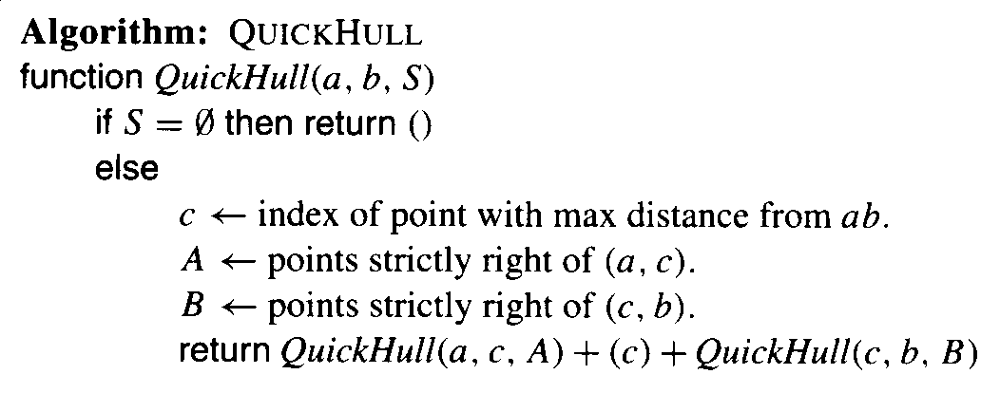 Algorithm: QUICKHULL
function QuickHull(a, b, S)
if S = ∅ then return ()
else
c ← index of point with max distance from ab.
A ← points strictly right of (a, c).
B ← points strictly right of (c, b).
return QuickHull(a, c, A) + (c) + QuickHull(c, b, B)